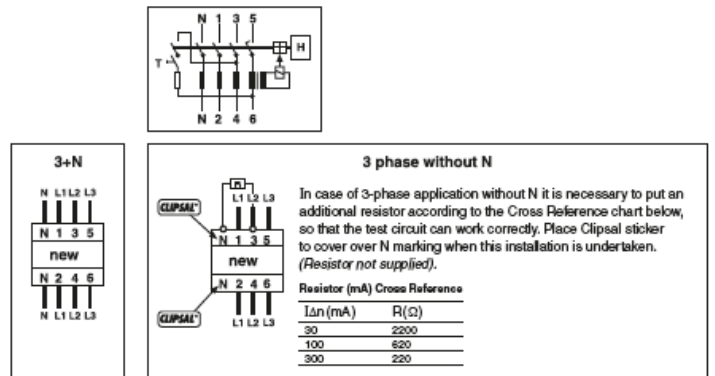 N 1 3 5
H
T
N 2 4 6
3+N
N L1 L2 L3
N 1 3 5
new
N 2 4 6
N L1 L2 L3
3 phase without N
R
L1 L2 L3
CLIPSAL
N 1 3 5
new
N 2 4 6
CLIPSAL
L1 L2 L3
In case of 3-phase application without N it is necessary to put an
additional resistor according to the Cross Reference chart below,
so that the test circuit can work correctly. Place Clipsal sticker
to cover over N marking when this installation is undertaken.
(Resistor not supplied).
Resistor (mA) Cross Reference
IΔn(mA) R(Ω)
30 2200
100 620
300 220